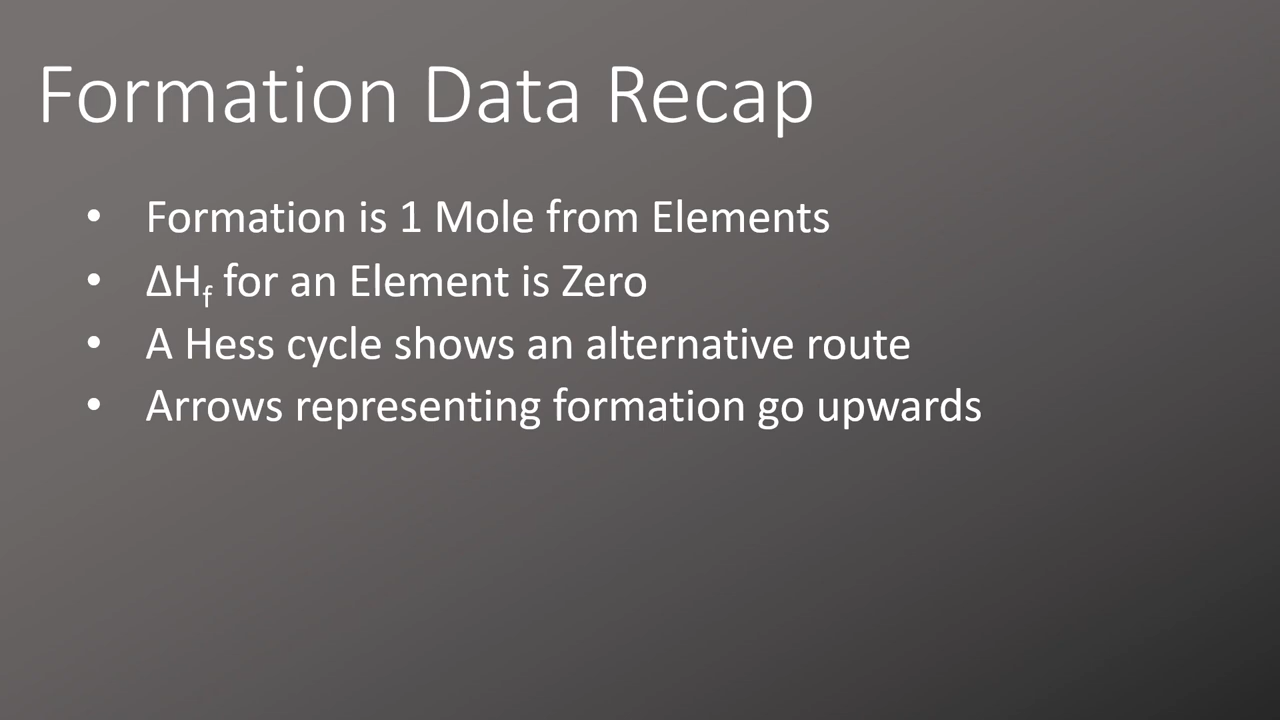 Formation Data Recap
• Formation is 1 Mole from Elements
• ΔHf for an Element is Zero
• A Hess cycle shows an alternative route
• Arrows representing formation go upwards